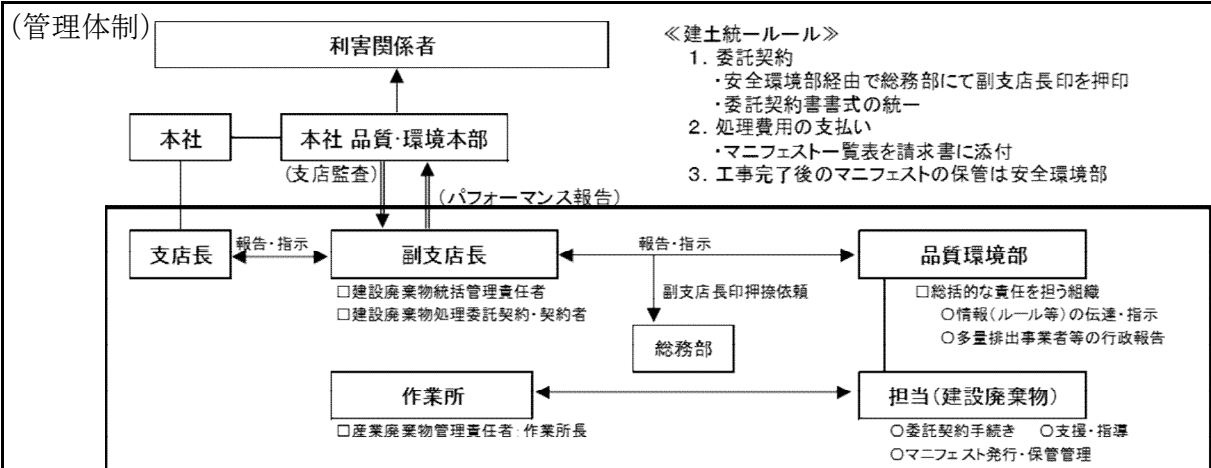 (管理体制)
利害関係者
≪建土統一ルール≫
1. 委託契約
・安全環境部経由で総務部にて副支店長印を押印
・委託契約書書式の統一
2. 処理費用の支払い
・マニフェスト一覧表を請求書に添付
3. 工事完了後のマニフェストの保管は安全環境部
本社
本社 品質・環境本部
(支店監査)
(パフォーマンス報告)
支店長
報告・指示
副支店長
報告・指示
品質環境部
□建設廃棄物統括管理責任者
□建設廃棄物処理委託契約・契約者
副支店長印押捺依頼
□総括的な責任を担う組織
○情報(ルール等)の伝達・指示
○多量排出事業者等の行政報告
総務部
作業所
担当(建設廃棄物)
□産業廃棄物管理責任者:作業所長
○委託契約手続き ○支援・指導
○マニフェスト発行・保管管理